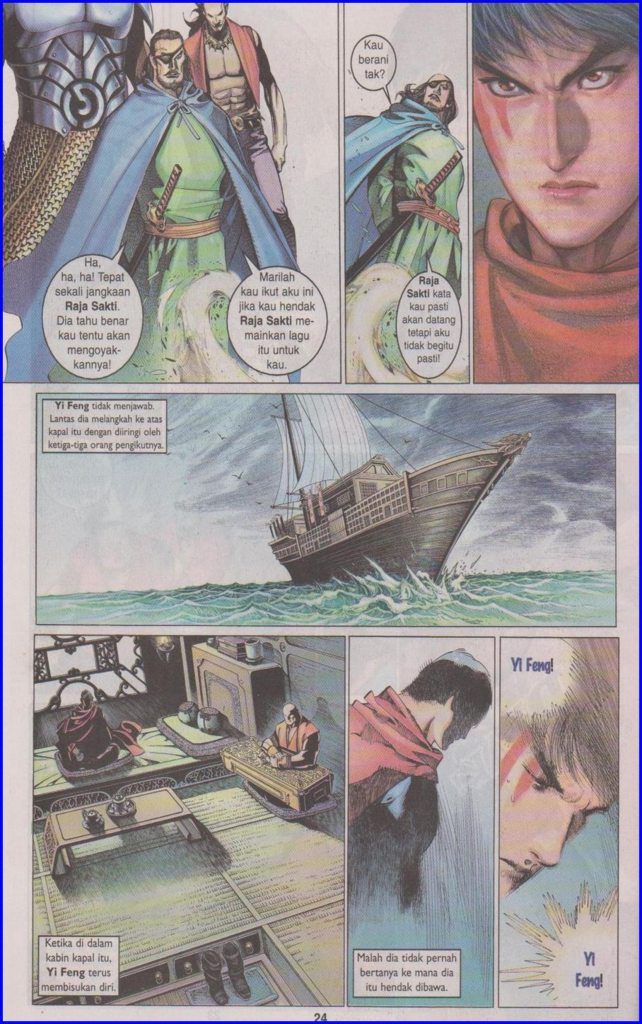 Ha,
ha, ha! Tepat
sekali jangkaan
Raja Sakti.
Dia tahu benar
kau tentu akan
mengoyak-
kannya!
Marilah
kau ikut aku ini
jika kau hendak
Raja Sakti me-
mainkan lagu
itu untuk
kau.
Kau
berani
tak?
Raja
Sakti kata
kau pasti
akan datang
tetapi aku
tidak begitu
pasti!
Yi Feng tidak menjawab.
Lantas dia melangkah ke atas
kapal itu dengan diiringi oleh
ketiga-tiga orang pengikutnya.
Ketika di dalam
kabin kapal itu,
Yi Feng terus
membisukan diri.
Malah dia tidak pernah
bertanya ke mana dia
itu hendak dibawa.
Yi Feng!
Yi
Feng!
24